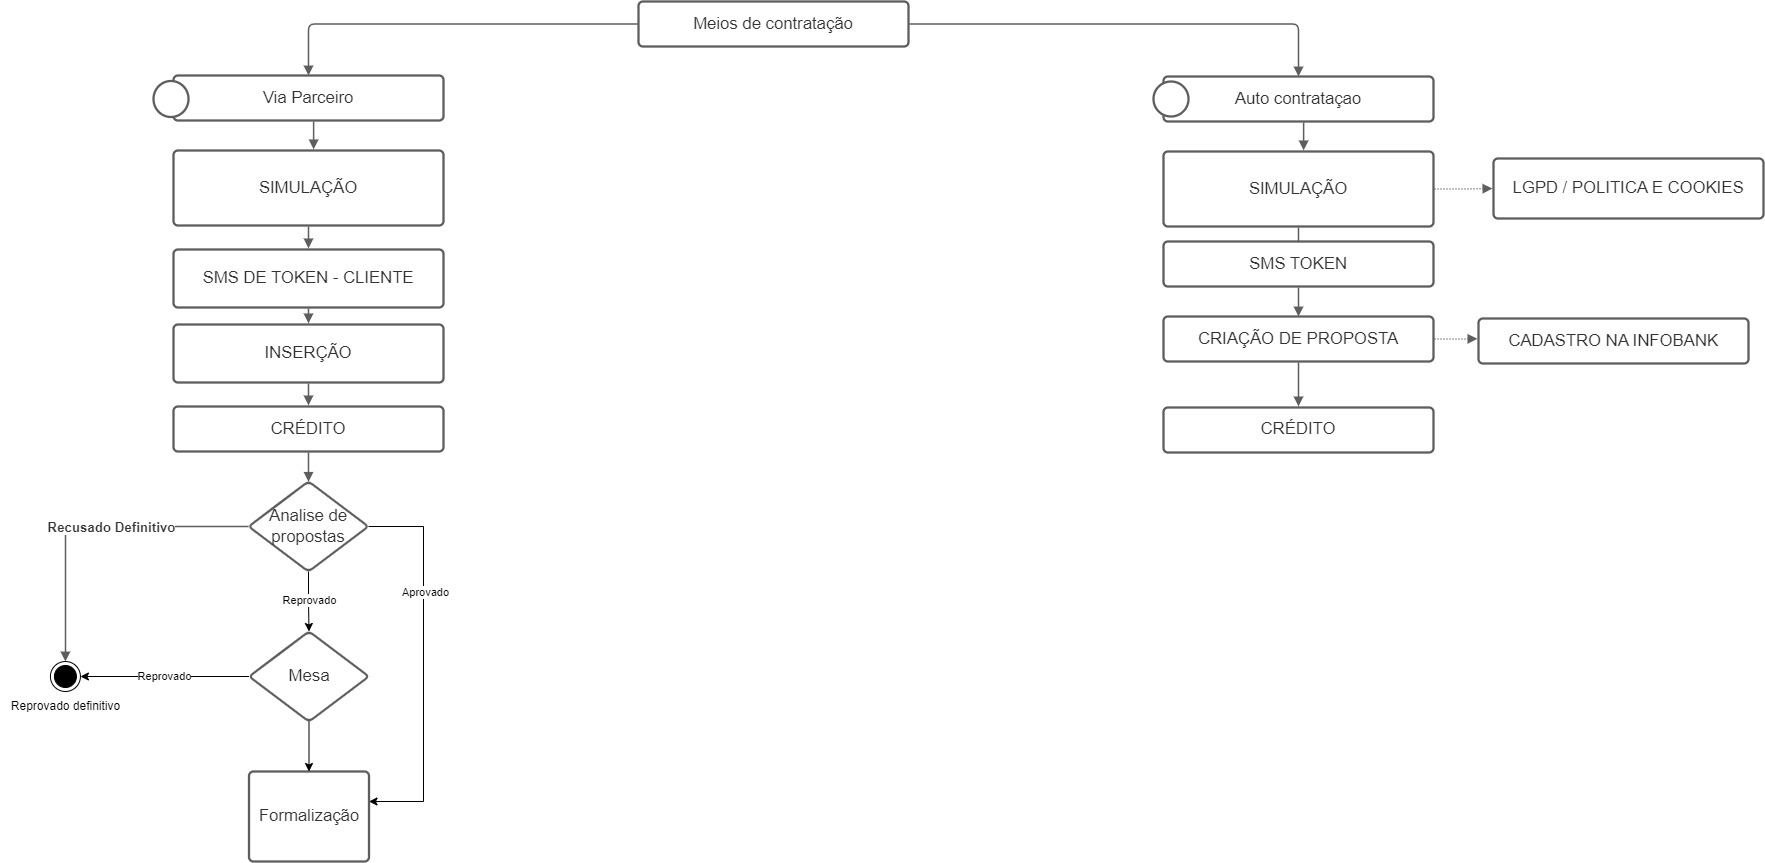 Meios de contratação
Via Parceiro
Auto contrataçao
SIMULAÇÃO
SIMULAÇÃO
LGPD / POLITICA E COOKIES
SMS DE TOKEN - CLIENTE
SMS TOKEN
INSERÇÃO
CRIAÇÃO DE PROPOSTA
CADASTRO NA INFOBANK
CRÉDITO
CRÉDITO
Analise de
propostas
Recusado Definitivo
Aprovado
Reprovado
Mesa
Reprovado
Reprovado definitivo
Formalização